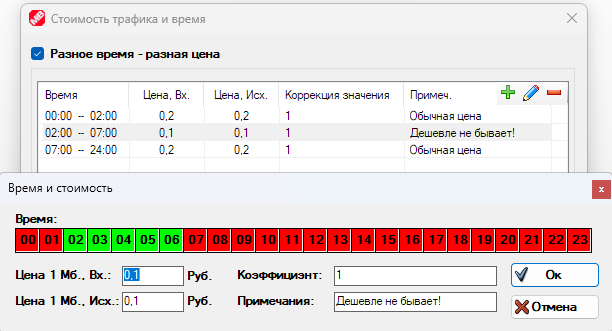 Стоимость трафика и время
Разное время - разная цена
Время Цена, Вх. Цена, Исх. Коррекция значения Примеч.
00:00 -- 02:00 0,2 0,2 1 Обычная цена
02:00 -- 07:00 0,1 0,1 1 Дешевле не бывает!
07:00 -- 24:00 0,2 0,2 1 Обычная цена
Время и стоимость
Время:
00 01 02 03 04 05 06 07 08 09 10 11 12 13 14 15 16 17 18 19 20 21 22 23
Цена 1 Мб., Вх.: 0,1 Руб. Коэффициэнт: 1 Ок
Цена 1 Мб., Исх.: 0,1 Руб. Примечания: Дешевле не бывает! Отмена